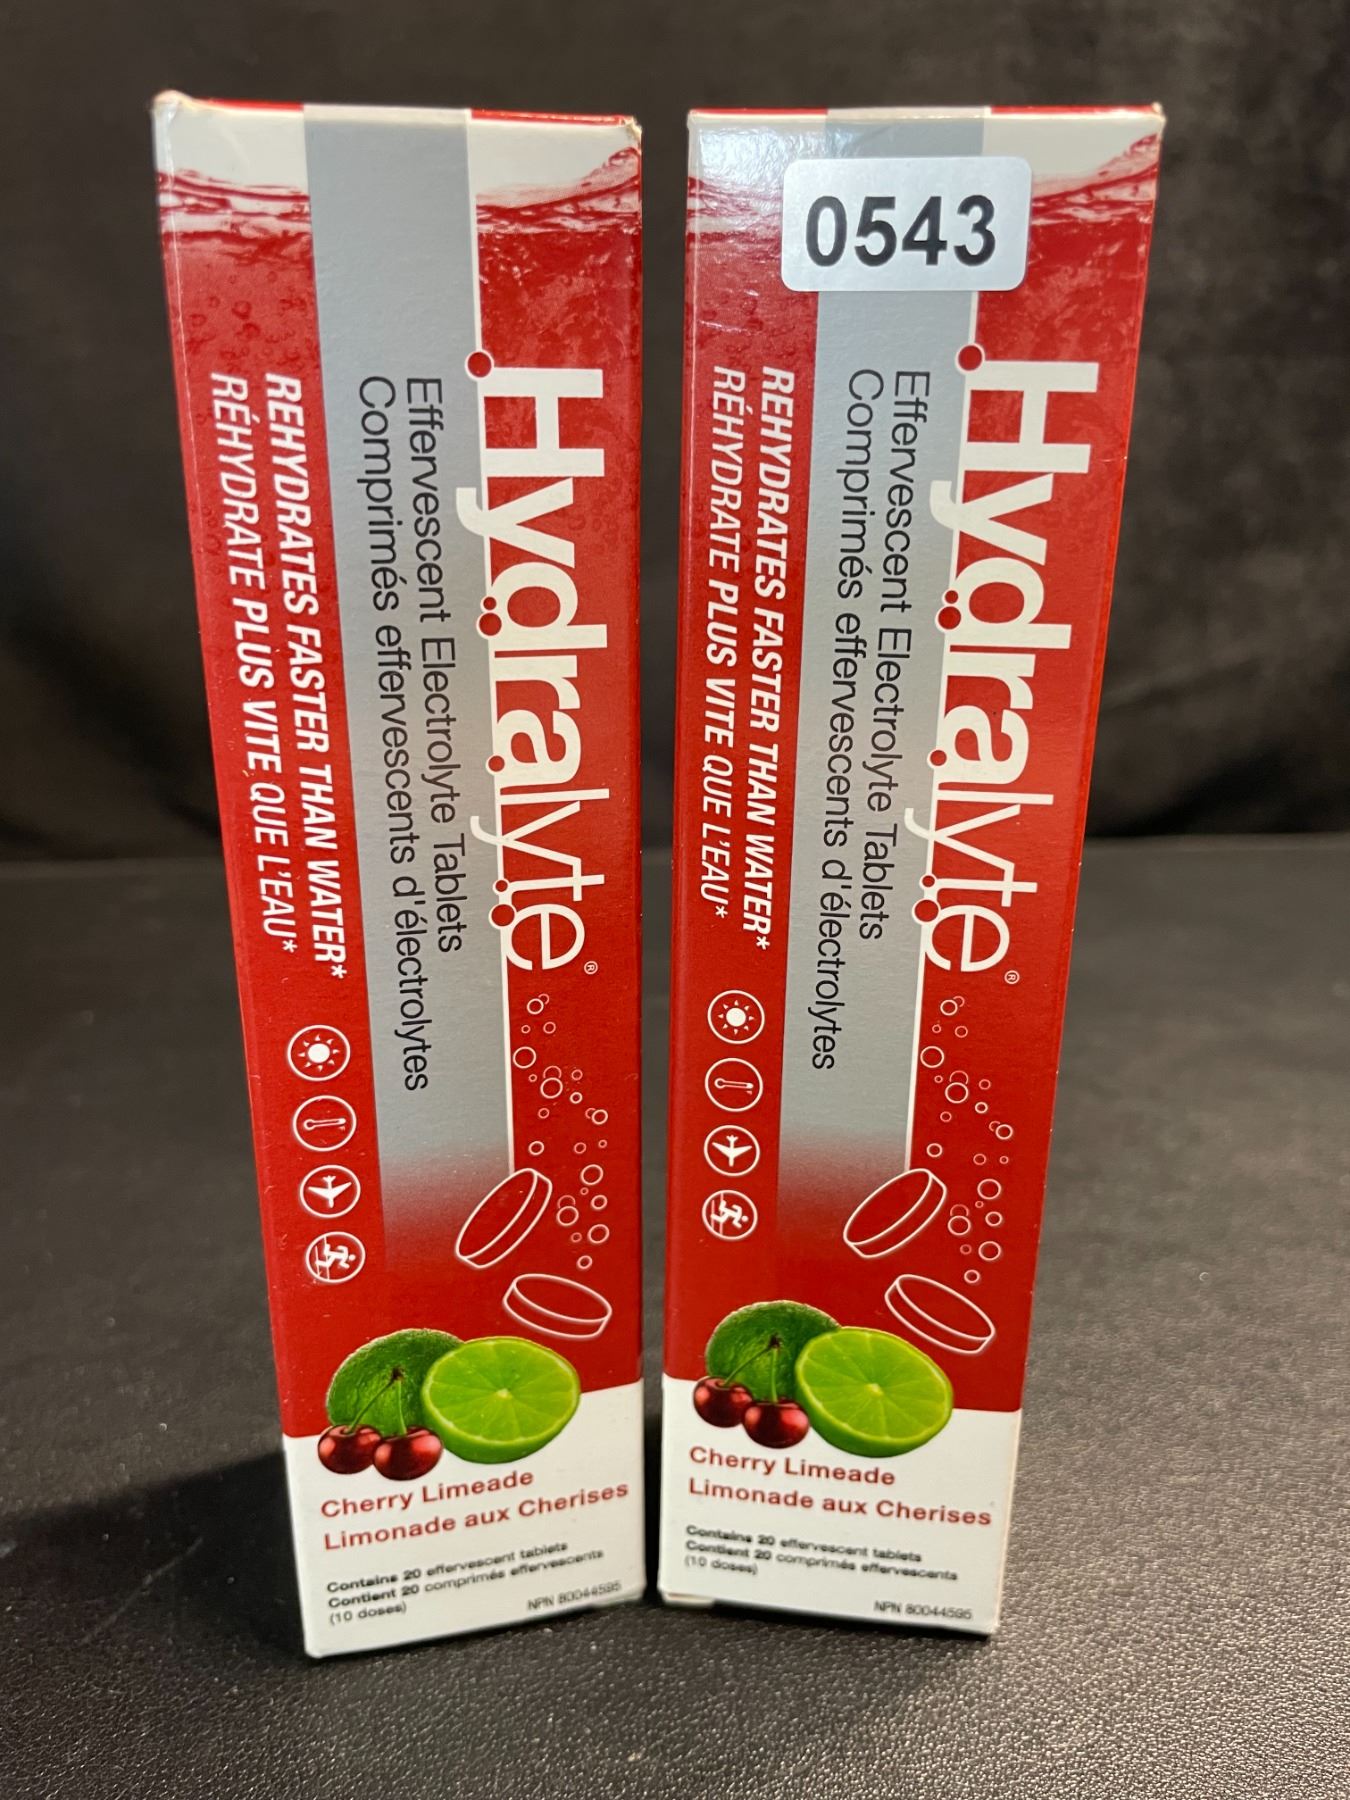 Hydralyte®
Effervescent Electrolyte Tablets
Comprimés effervescents d'électrolytes
REHYDRATES FASTER THAN WATER*
RÉHYDRATE PLUS VITE QUE L'EAU*
Cherry Limeade
Limonade aux Cherises
Contains 20 effervescent tablets
Contient 20 comprimés effervescents
(10 doses)
NPN 80044595
0543
Hydralyte®
Effervescent Electrolyte Tablets
Comprimés effervescents d'électrolytes
REHYDRATES FASTER THAN WATER*
RÉHYDRATE PLUS VITE QUE L'EAU*
Cherry Limeade
Limonade aux Cherises
Contains 20 effervescent tablets
Contient 20 comprimés effervescents
(10 doses)
NPN 80044595